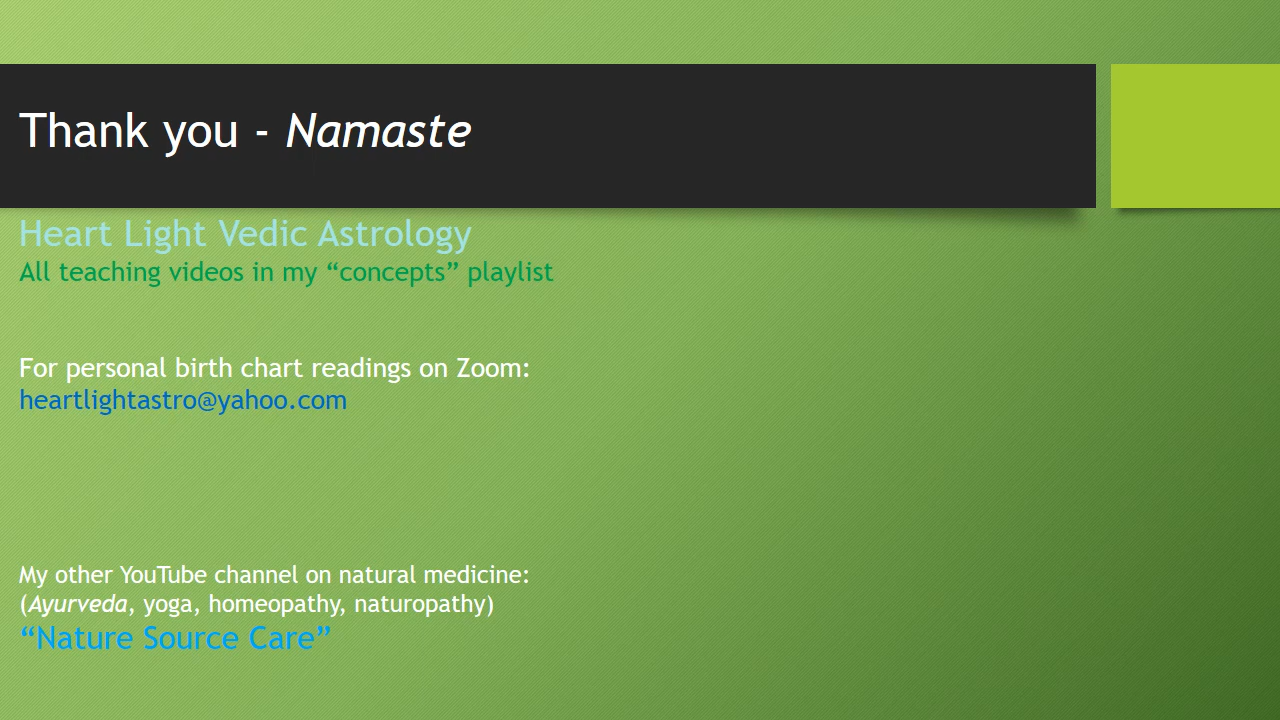 Thank you - Namaste
Heart Light Vedic Astrology
All teaching videos in my “concepts” playlist
For personal birth chart readings on Zoom:
heartlightastro@yahoo.com
My other YouTube channel on natural medicine:
(Ayurveda, yoga, homeopathy, naturopathy)
“Nature Source Care”